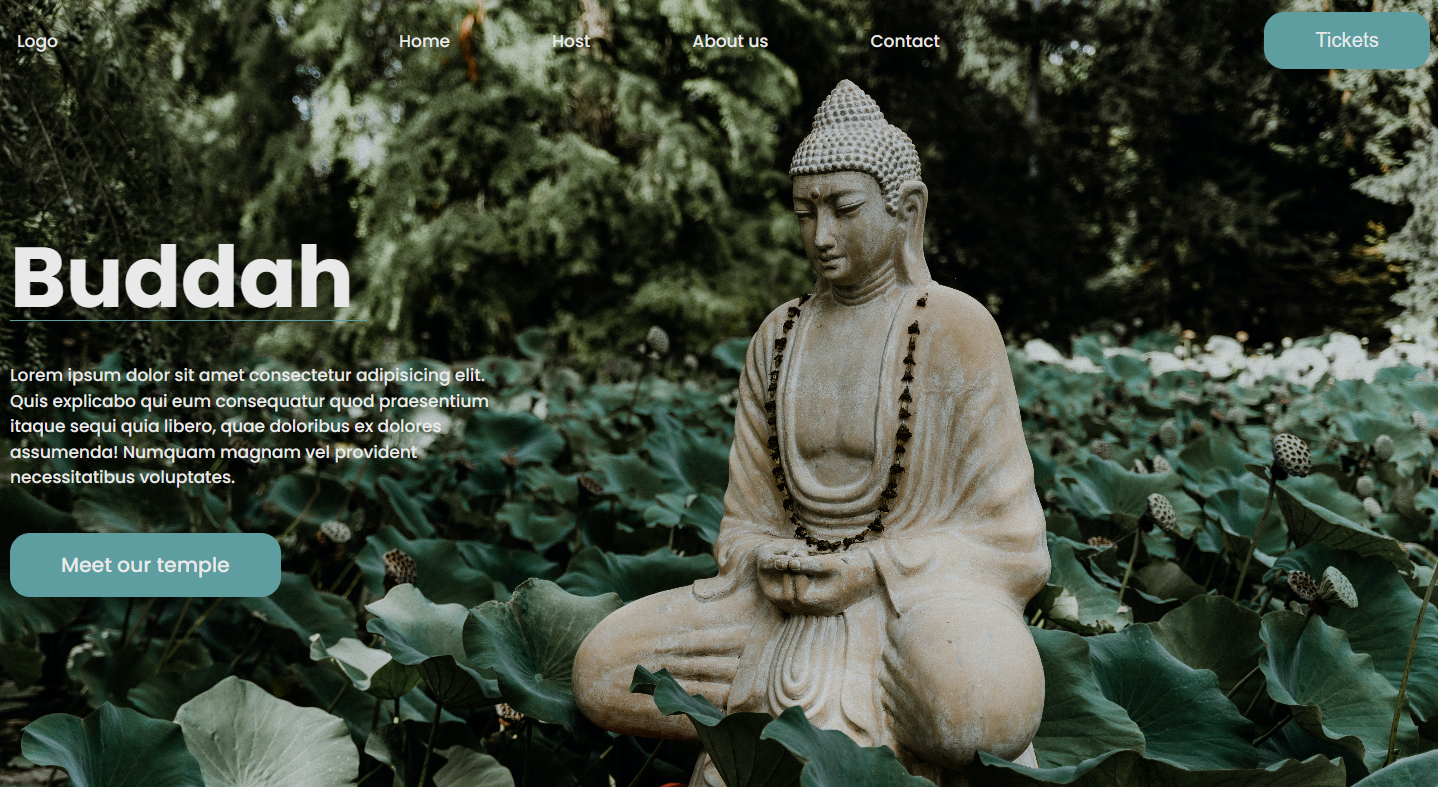 Logo
Home
Host
About us
Contact
Tickets
Buddah
Lorem ipsum dolor sit amet consectetur adipisicing elit.
Quis explicabo qui eum consequatur quod praesentium
itaque sequi quia libero, quae doloribus ex dolores
assumenda! Numquam magnam vel provident
necessitatibus voluptates.
Meet our temple